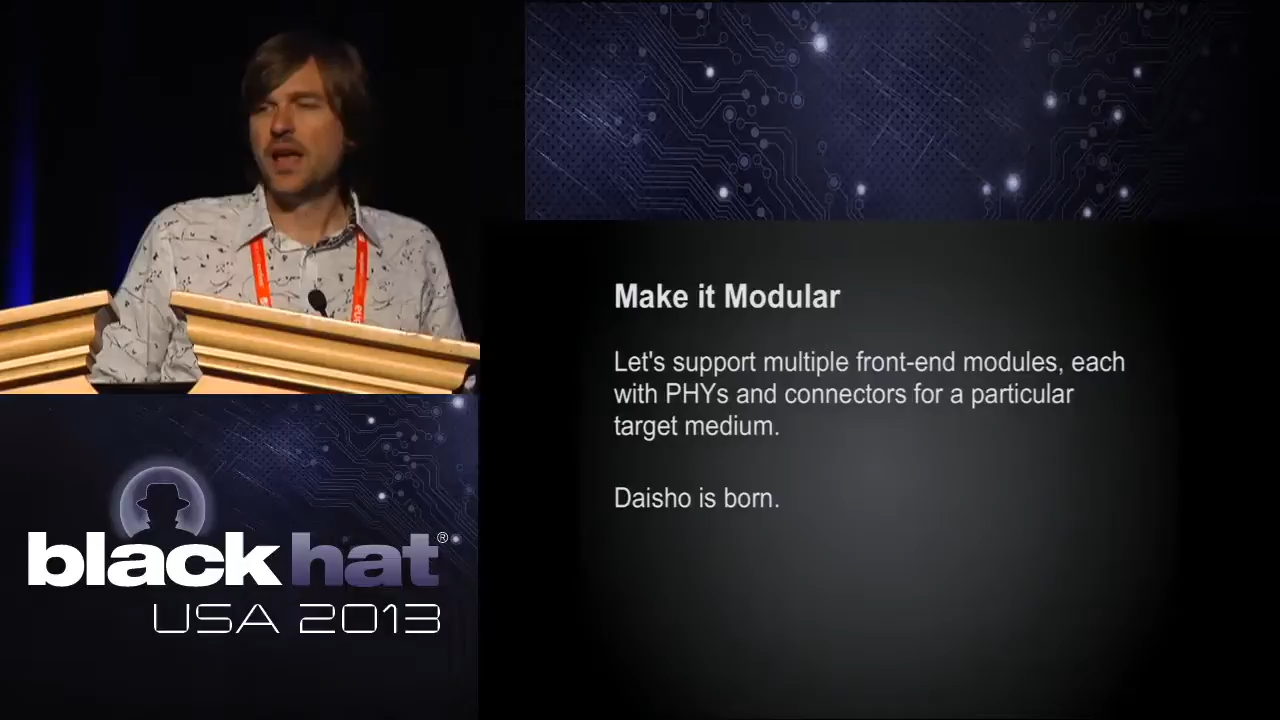 Make it Modular
Let's support multiple front-end modules, each
with PHYs and connectors for a particular
target medium.
Daisho is born.
black hat®
USA 2013